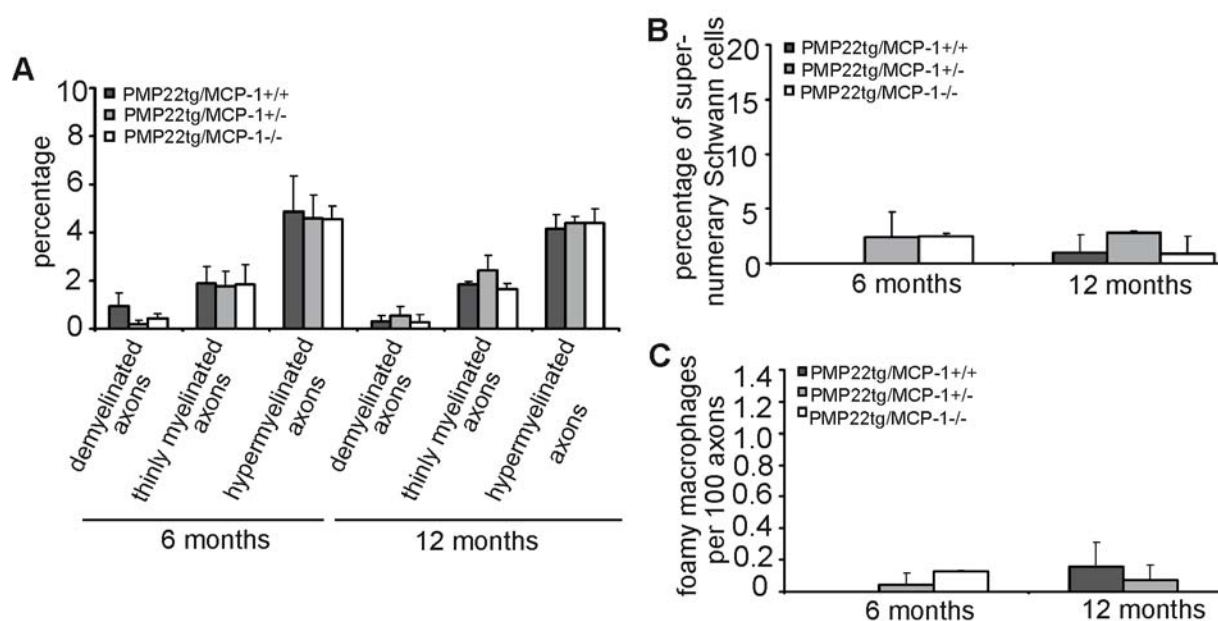 A
10
8
6
4
2
0
percentage
PMP22tg/MCP-1+/+
PMP22tg/MCP-1+/-
PMP22tg/MCP-1-/-
demyelinated
axons
thinly myelinated
axons
hypermyelinated
axons
demyelinated
axons
thinly myelinated
axons
hypermyelinated
axons
6 months
12 months
B
percentage of super-
numerary Schwann cells
20
15
10
5
0
PMP22tg/MCP-1+/+
PMP22tg/MCP-1+/-
PMP22tg/MCP-1-/-
6 months
12 months
C
foamy macrophages
per 100 axons
1.4
1.2
1.0
0.8
0.6
0.4
0.2
0
PMP22tg/MCP-1+/+
PMP22tg/MCP-1+/-
PMP22tg/MCP-1-/-
6 months
12 months